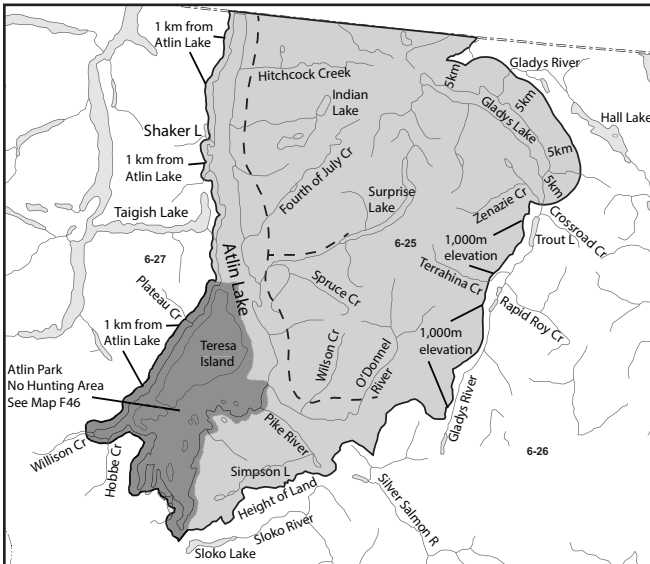 1 km from
Atlin Lake
Hitchcock Creek
Indian
Lake
5km
Gladys River
5km
Gladys Lake
Hall Lake
Shaker L
1 km from
Atlin Lake
Fourth of July Cr
5km
5km
Taigish Lake
Surprise
Lake
Zenazie Cr
Crossroad Cr
6-27
Atlin Lake
6-25
1,000m
elevation
Trout L
Plateau Cr
Spruce Cr
Terrahina Cr
Rapid Roy Cr
1 km from
Atlin Lake
Teresa
Island
Wilson Cr
O'Donnel
River
1,000m
elevation
Atlin Park
No Hunting Area
See Map F46
Gladys River
Willison Cr
Hobbe Cr
Pike River
6-26
Simpson L
Height of Land
Silver Salmon R
Sloko River
Sloko Lake